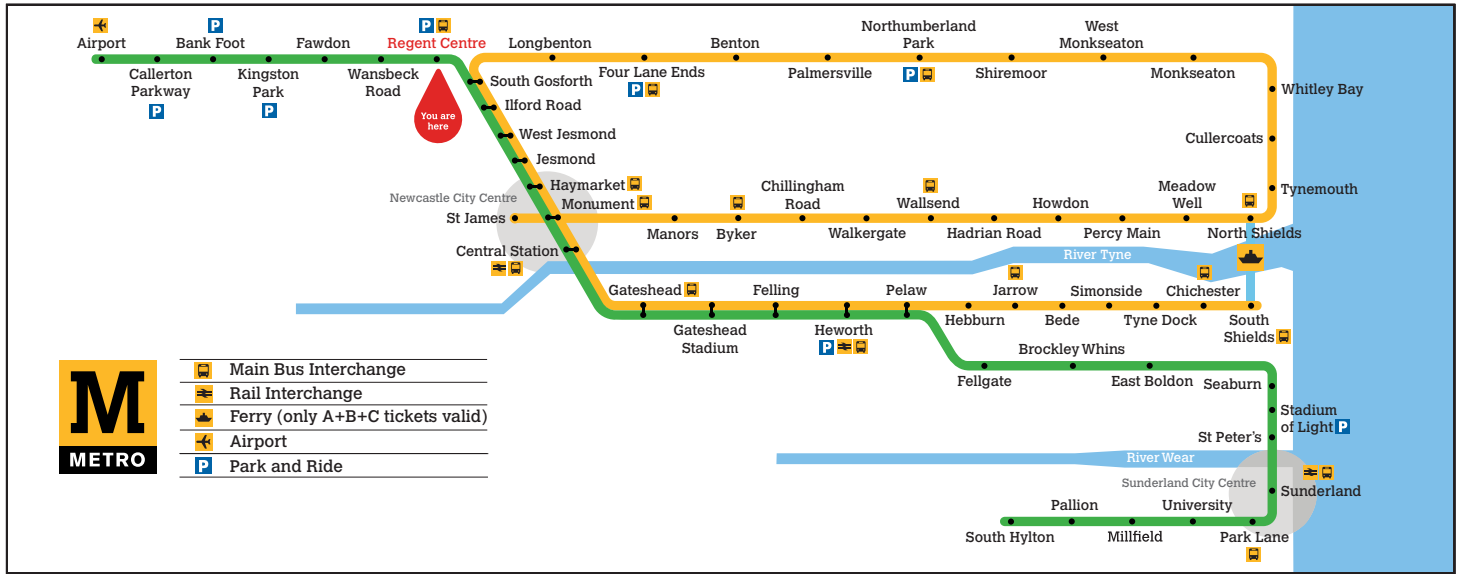 Airport
Callerton
Parkway
P
P
Bank Foot
Kingston
Park
P
Fawdon
Wansbeck
Road
P
Regent Centre
You are
here
South Gosforth
Ilford Road
West Jesmond
Jesmond
Newcastle City Centre
Haymarket
Monument
St James
Central Station
Longbenton
Four Lane Ends
P
Benton
Palmersville
Northumberland
Park
P
Shiremoor
West
Monkseaton
Monkseaton
Whitley Bay
Cullercoats
Tynemouth
Manors
Byker
Chillingham
Road
Walkergate
Wallsend
Hadrian Road
Howdon
Percy Main
Meadow
Well
North Shields
River Tyne
Gateshead
Gateshead
Stadium
Felling
Heworth
P
Pelaw
Hebburn
Jarrow
Bede
Simonside
Tyne Dock
Chichester
South
Shields
Fellgate
Brockley Whins
East Boldon
Seaburn
Stadium
of Light P
St Peter's
River Wear
Sunderland City Centre
Sunderland
Park Lane
University
Millfield
Pallion
South Hylton
M
METRO
Main Bus Interchange
Rail Interchange
Ferry (only A+B+C tickets valid)
Airport
P Park and Ride